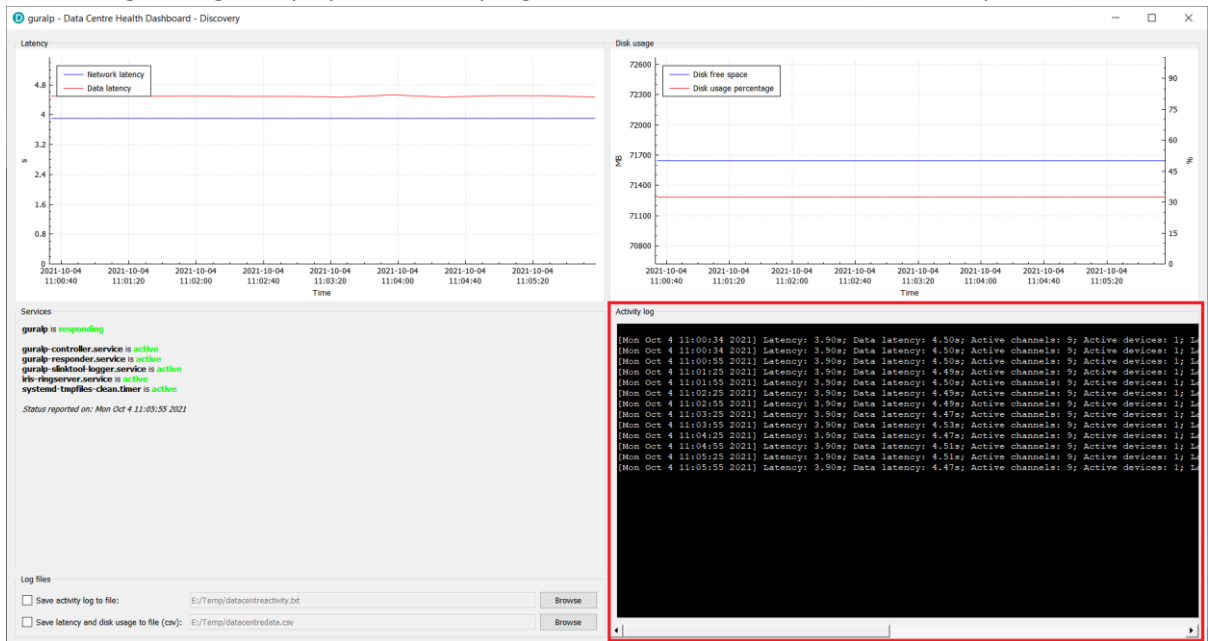 guralp - Data Centre Health Dashboard - Discovery
Latency
Network latency
Data latency
4.8
4
3.2
s
2.4
1.6
0.8
0
2021-10-04 2021-10-04 2021-10-04 2021-10-04 2021-10-04 2021-10-04 2021-10-04 2021-10-04
11:00:40 11:01:20 11:02:00 11:02:40 11:03:20 11:04:00 11:04:40 11:05:20
Time
Disk usage
Disk free space
Disk usage percentage
72600
72300
72000
71700
MB
71400
71100
70800
90
75
60
%
45
30
15
0
2021-10-04 2021-10-04 2021-10-04 2021-10-04 2021-10-04 2021-10-04 2021-10-04 2021-10-04
11:00:40 11:01:20 11:02:00 11:02:40 11:03:20 11:04:00 11:04:40 11:05:20
Time
Services
guralp is responding
guralp-controller.service is active
guralp-responder.service is active
guralp-slinktool-logger.service is active
iris-ringserver.service is active
systemd-tmpfiles-clean.timer is active
Status reported on: Mon Oct 4 11:05:55 2021
Activity log
[Mon Oct 4 11:00:34 2021] Latency: 3.90s; Data latency: 4.50s; Active channels: 9; Active devices: 1; Le
[Mon Oct 4 11:00:34 2021] Latency: 3.90s; Data latency: 4.50s; Active channels: 9; Active devices: 1; Le
[Mon Oct 4 11:00:55 2021] Latency: 3.90s; Data latency: 4.50s; Active channels: 9; Active devices: 1; Le
[Mon Oct 4 11:01:25 2021] Latency: 3.90s; Data latency: 4.49s; Active channels: 9; Active devices: 1; Le
[Mon Oct 4 11:01:55 2021] Latency: 3.90s; Data latency: 4.50s; Active channels: 9; Active devices: 1; Le
[Mon Oct 4 11:02:25 2021] Latency: 3.90s; Data latency: 4.49s; Active channels: 9; Active devices: 1; Le
[Mon Oct 4 11:02:55 2021] Latency: 3.90s; Data latency: 4.49s; Active channels: 9; Active devices: 1; Le
[Mon Oct 4 11:03:25 2021] Latency: 3.90s; Data latency: 4.47s; Active channels: 9; Active devices: 1; Le
[Mon Oct 4 11:03:55 2021] Latency: 3.90s; Data latency: 4.53s; Active channels: 9; Active devices: 1; Le
[Mon Oct 4 11:04:25 2021] Latency: 3.90s; Data latency: 4.47s; Active channels: 9; Active devices: 1; Le
[Mon Oct 4 11:04:55 2021] Latency: 3.90s; Data latency: 4.51s; Active channels: 9; Active devices: 1; Le
[Mon Oct 4 11:05:25 2021] Latency: 3.90s; Data latency: 4.51s; Active channels: 9; Active devices: 1; Le
[Mon Oct 4 11:05:55 2021] Latency: 3.90s; Data latency: 4.47s; Active channels: 9; Active devices: 1; Le
Log files
Save activity log to file: E:/Temp/datacentreactivity.txt Browse
Save latency and disk usage to file (csv): E:/Temp/datacentredata.csv Browse